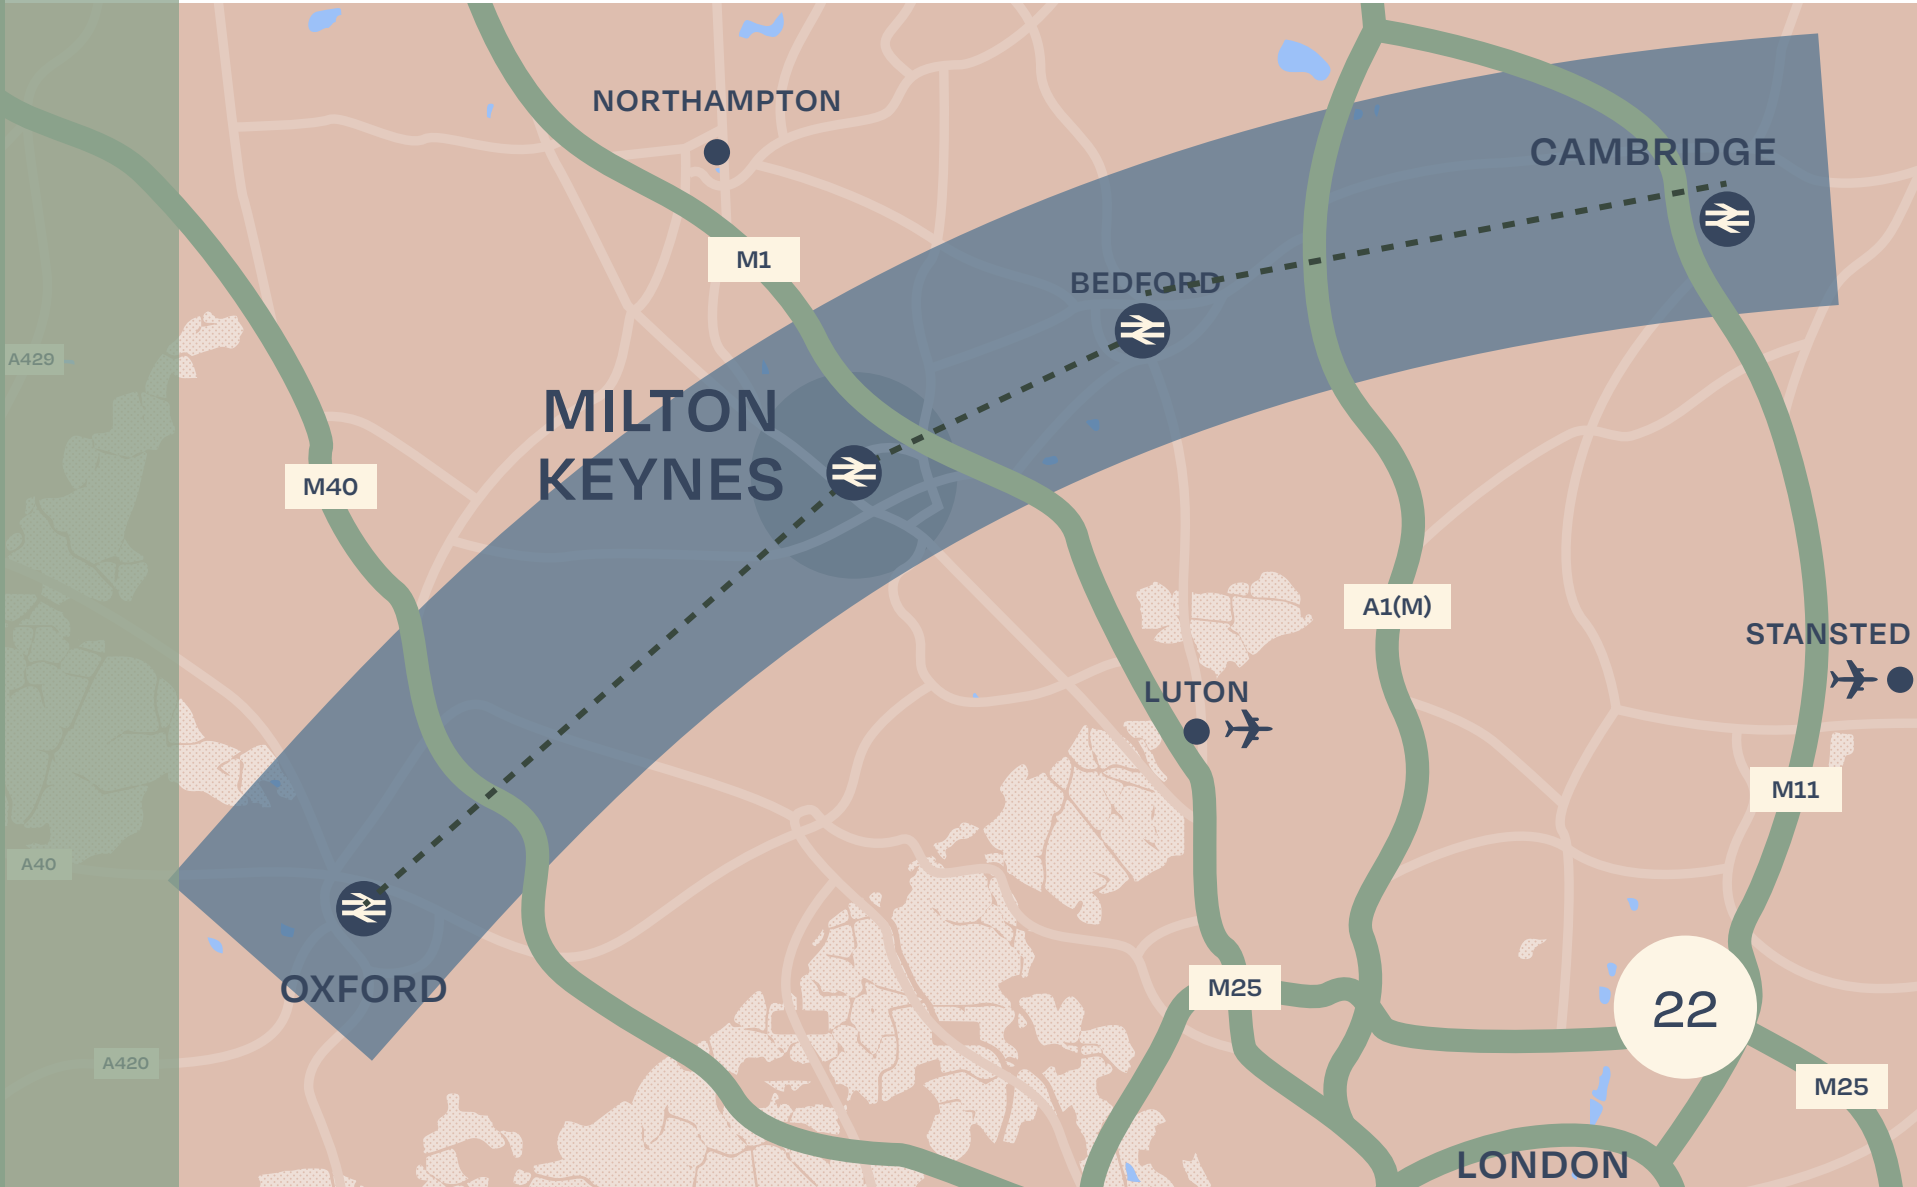 NORTHAMPTON
CAMBRIDGE
M1
BEDFORD
A429
MILTON
KEYNES
M40
A1(M)
STANSTED
LUTON
M11
A40
OXFORD
M25
22
A420
M25
LONDON